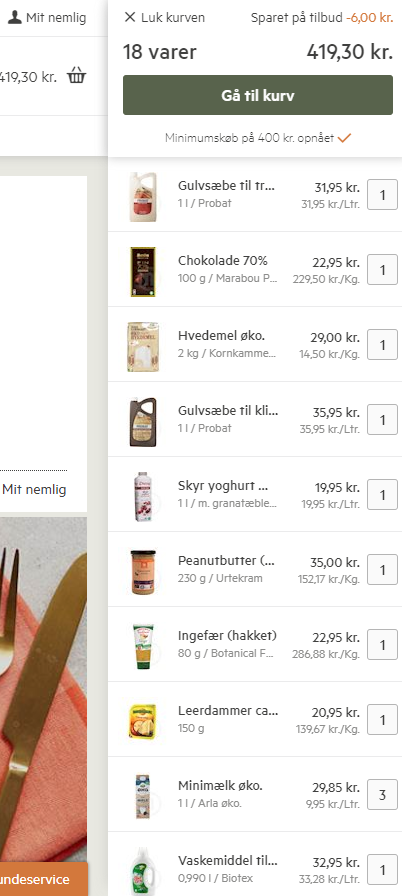 Mit nemlig
419,30 kr.
Mit nemlig
undeservice
Luk kurven
Sparet på tilbud -6,00 kr.
18 varer
419,30 kr.
Gå til kurv
Minimumskøb på 400 kr. opnået
Gulvsæbe til tr...
31,95 kr.
1
1 l / Probat
31,95 kr./Ltr.
Chokolade 70%
22,95 kr.
1
100 g / Marabou P...
229,50 kr./Kg.
Hvedemel øko.
29,00 kr.
1
2 kg / Kornkamme...
14,50 kr./Kg.
Gulvsæbe til kli...
35,95 kr.
1
1 l / Probat
35,95 kr./Ltr.
Skyr yoghurt ...
19,95 kr.
1
1 l / m. granatæble...
19,95 kr./Ltr.
Peanutbutter (...
35,00 kr.
1
230 g / Urtekram
152,17 kr./Kg.
Ingefær (hakket)
22,95 kr.
1
80 g / Botanical F...
286,88 kr./Kg.
Leerdammer ca...
20,95 kr.
1
150 g
139,67 kr./Kg.
Minimælk øko.
29,85 kr.
3
1 l / Arla øko.
9,95 kr./Ltr.
Vaskemiddel til...
32,95 kr.
1
0,990 l / Biotex
33,28 kr./Ltr.